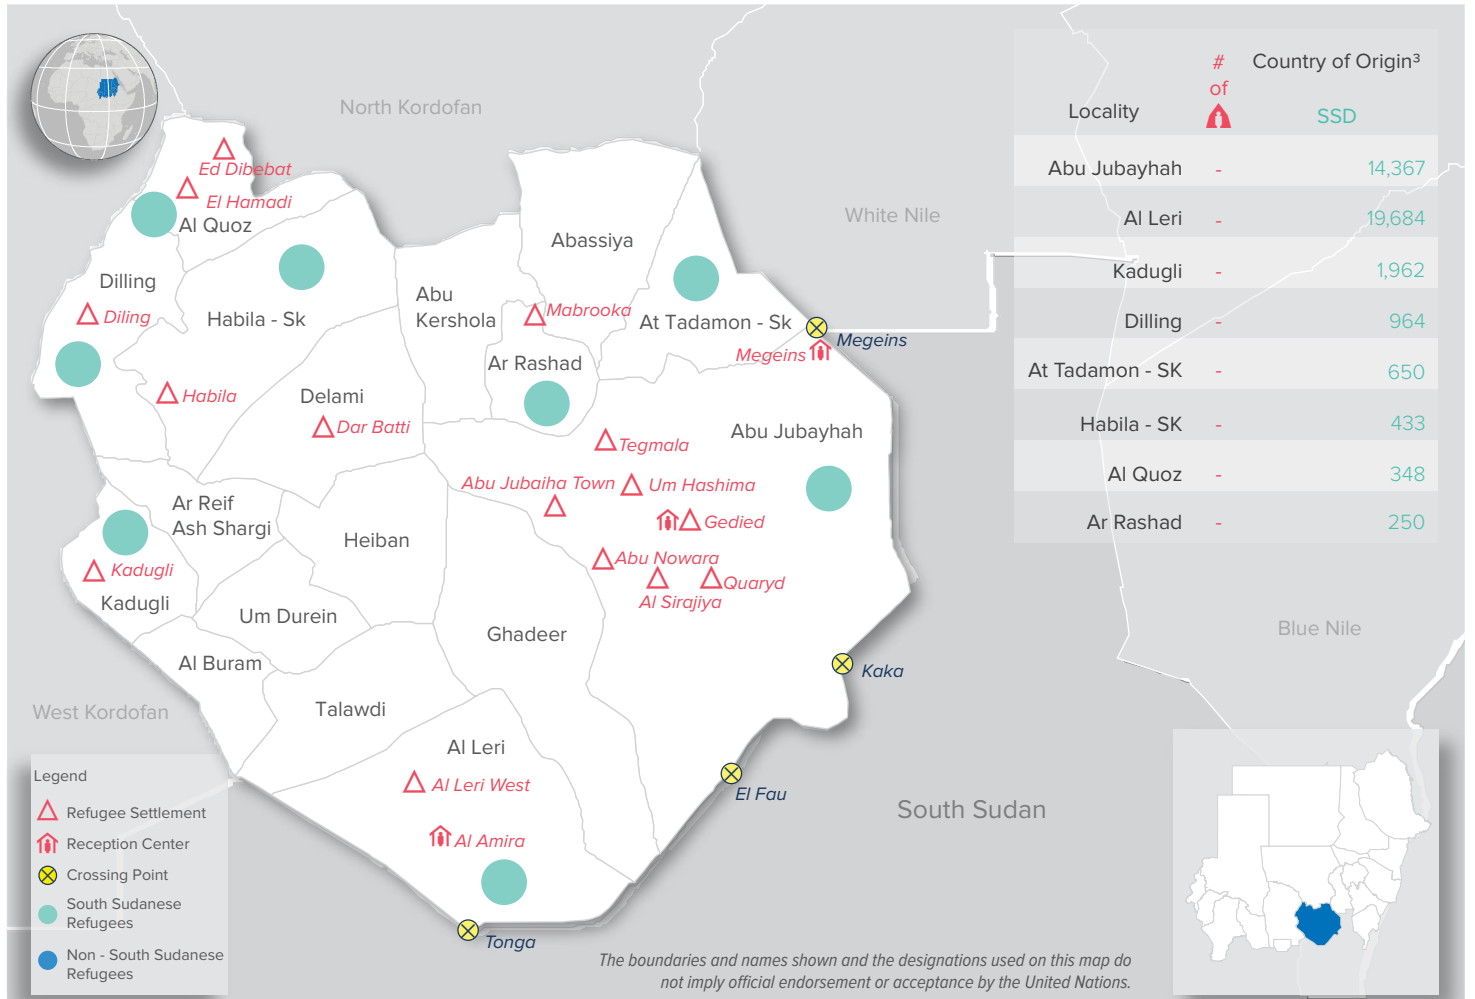 North Kordofan
White Nile
Blue Nile
West Kordofan
South Sudan
Ed Dibebat
El Hamadi
Al Quoz
Dilling
Diling
Habila - Sk
Habila
Delami
Dar Batti
Abu
Kershola
Abassiya
Mabrooka
Ar Rashad
At Tadamon - Sk
Megeins
Megeins
Abu Jubayhah
Tegmala
Abu Jubaiha Town
Um Hashima
Gedied
Abu Nowara
Quaryd
Al Sirajiya
Ar Reif
Ash Shargi
Heiban
Kadugli
Kadugli
Um Durein
Ghadeer
Al Buram
Talawdi
Kaka
Al Leri
Al Leri West
El Fau
Al Amira
Tonga
# of
Country of Origin³
Locality
SSD
Abu Jubayhah - 14,367
Al Leri - 19,684
Kadugli - 1,962
Dilling - 964
At Tadamon - SK - 650
Habila - SK - 433
Al Quoz - 348
Ar Rashad - 250
Legend
Refugee Settlement
Reception Center
Crossing Point
South Sudanese
Refugees
Non - South Sudanese
Refugees
The boundaries and names shown and the designations used on this map do
not imply official endorsement or acceptance by the United Nations.